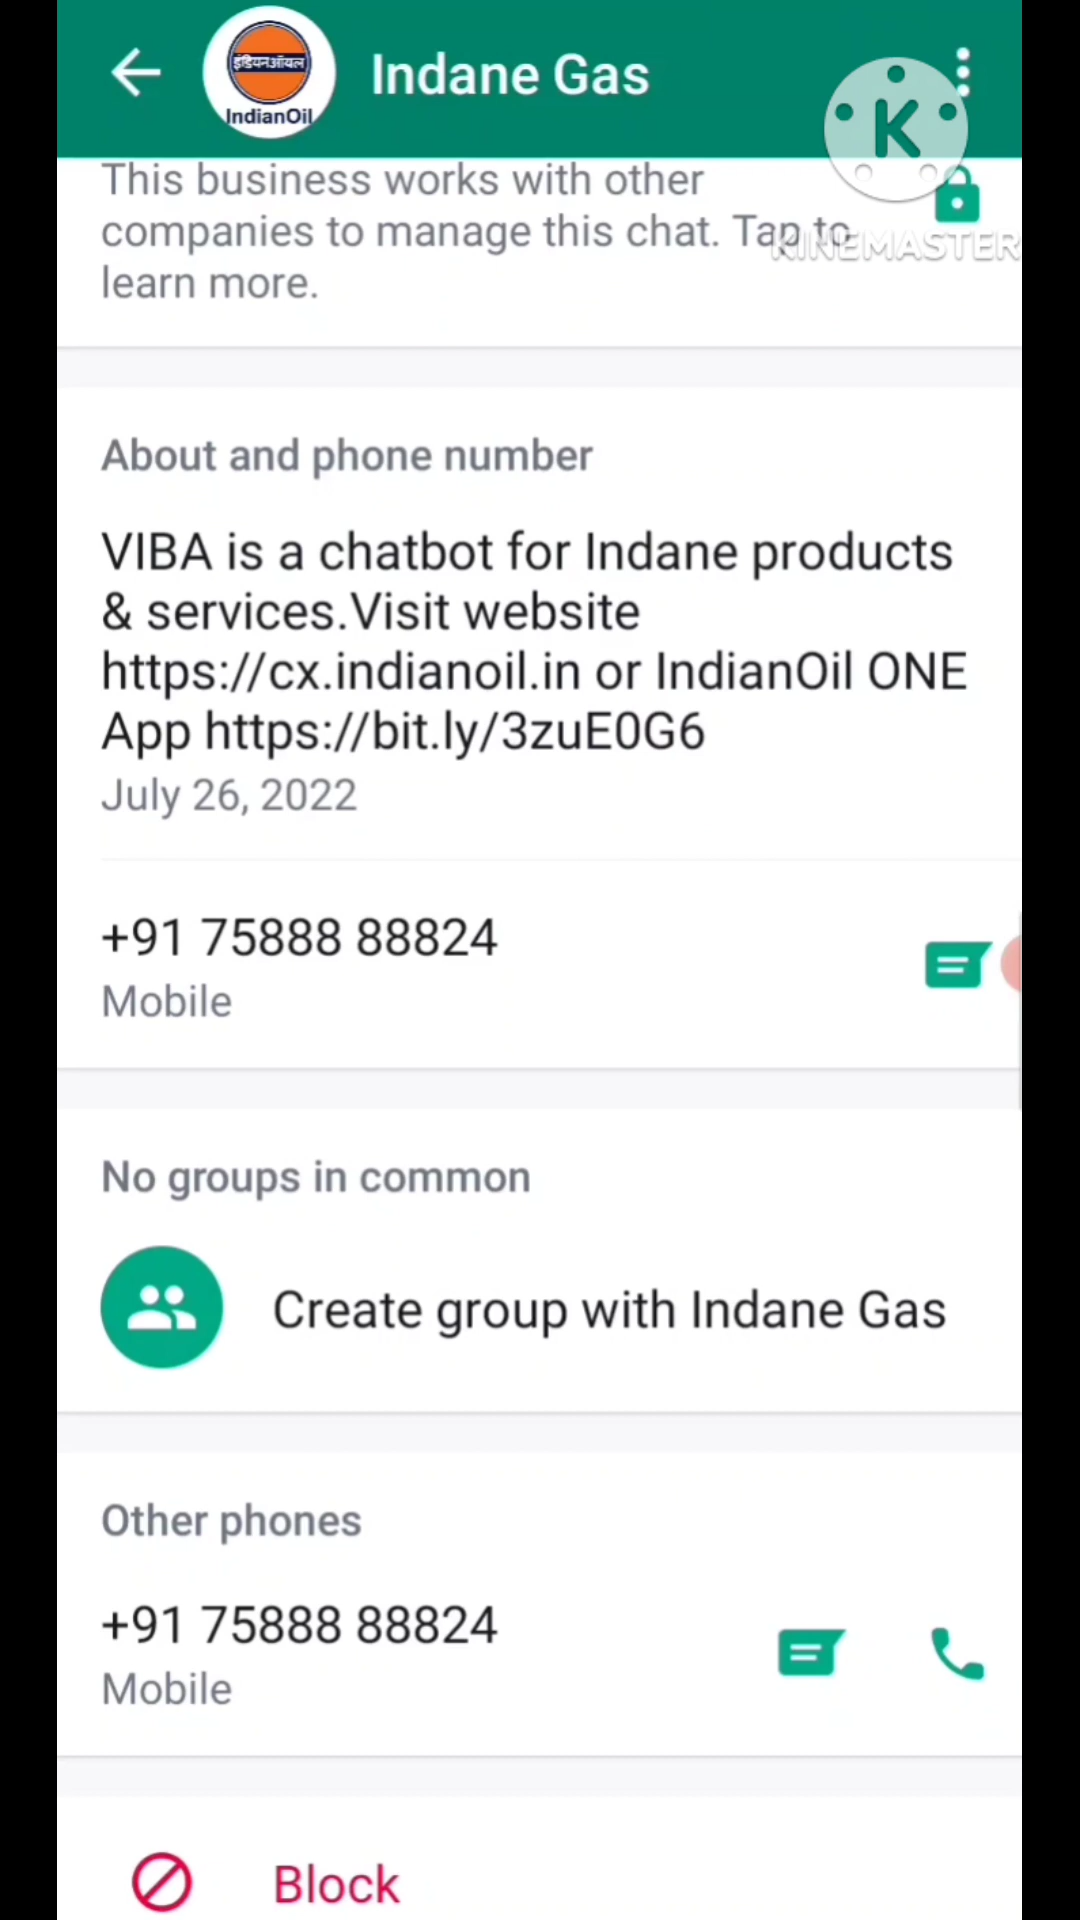 इंडियनऑयल
IndianOil
Indane Gas
K
KINEMASTER
This business works with other
companies to manage this chat. Tap to
learn more.
About and phone number
VIBA is a chatbot for Indane products
& services.Visit website
https://cx.indianoil.in or IndianOil ONE
App https://bit.ly/3zuE0G6
July 26, 2022
+91 75888 88824
Mobile
No groups in common
Create group with Indane Gas
Other phones
+91 75888 88824
Mobile
Block